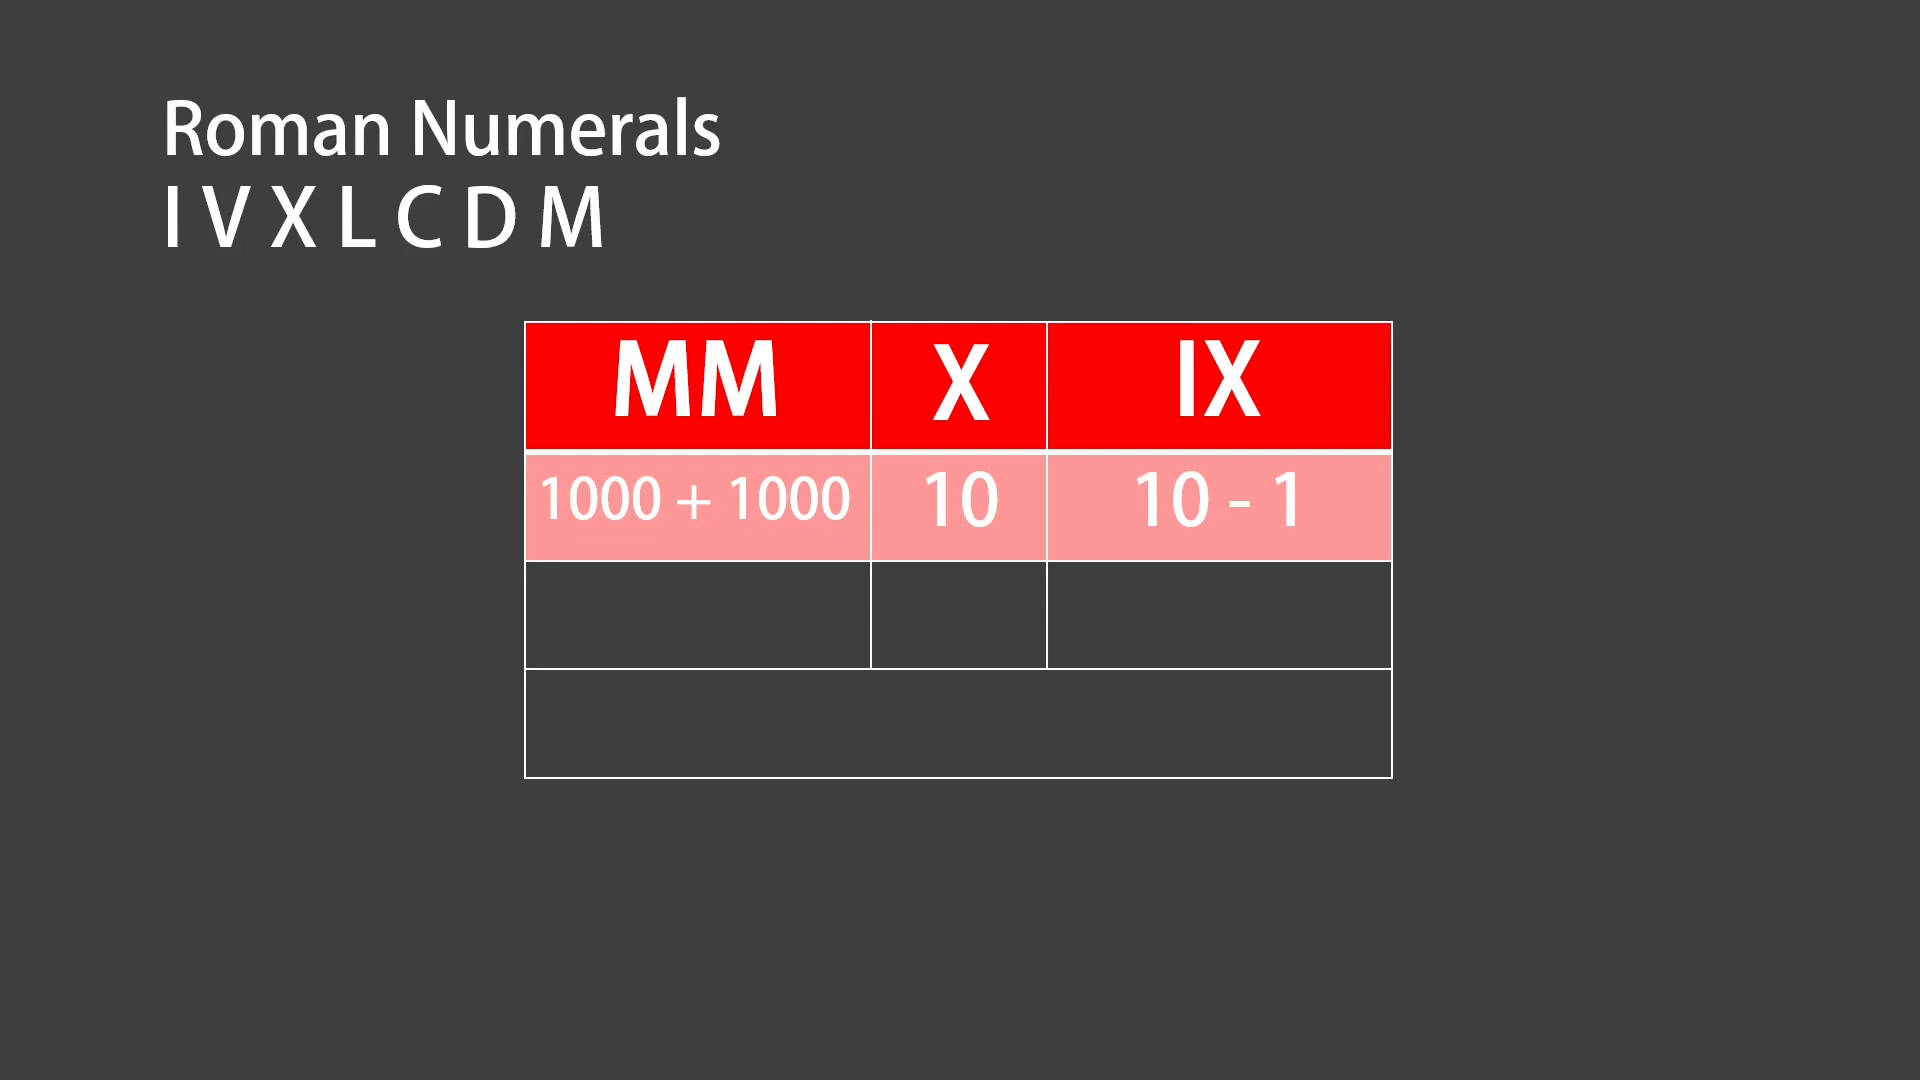 Roman Numerals
I V X L C D M
MM X IX
1000 + 1000 10 10 - 1